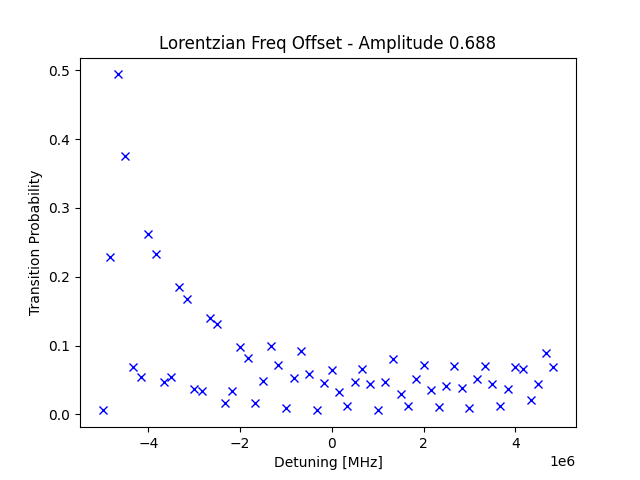 Lorentzian Freq Offset - Amplitude 0.688
0.5
0.4
0.3
0.2
0.1
0.0
Transition Probability
−4
−2
0
2
4
1e6
Detuning [MHz]